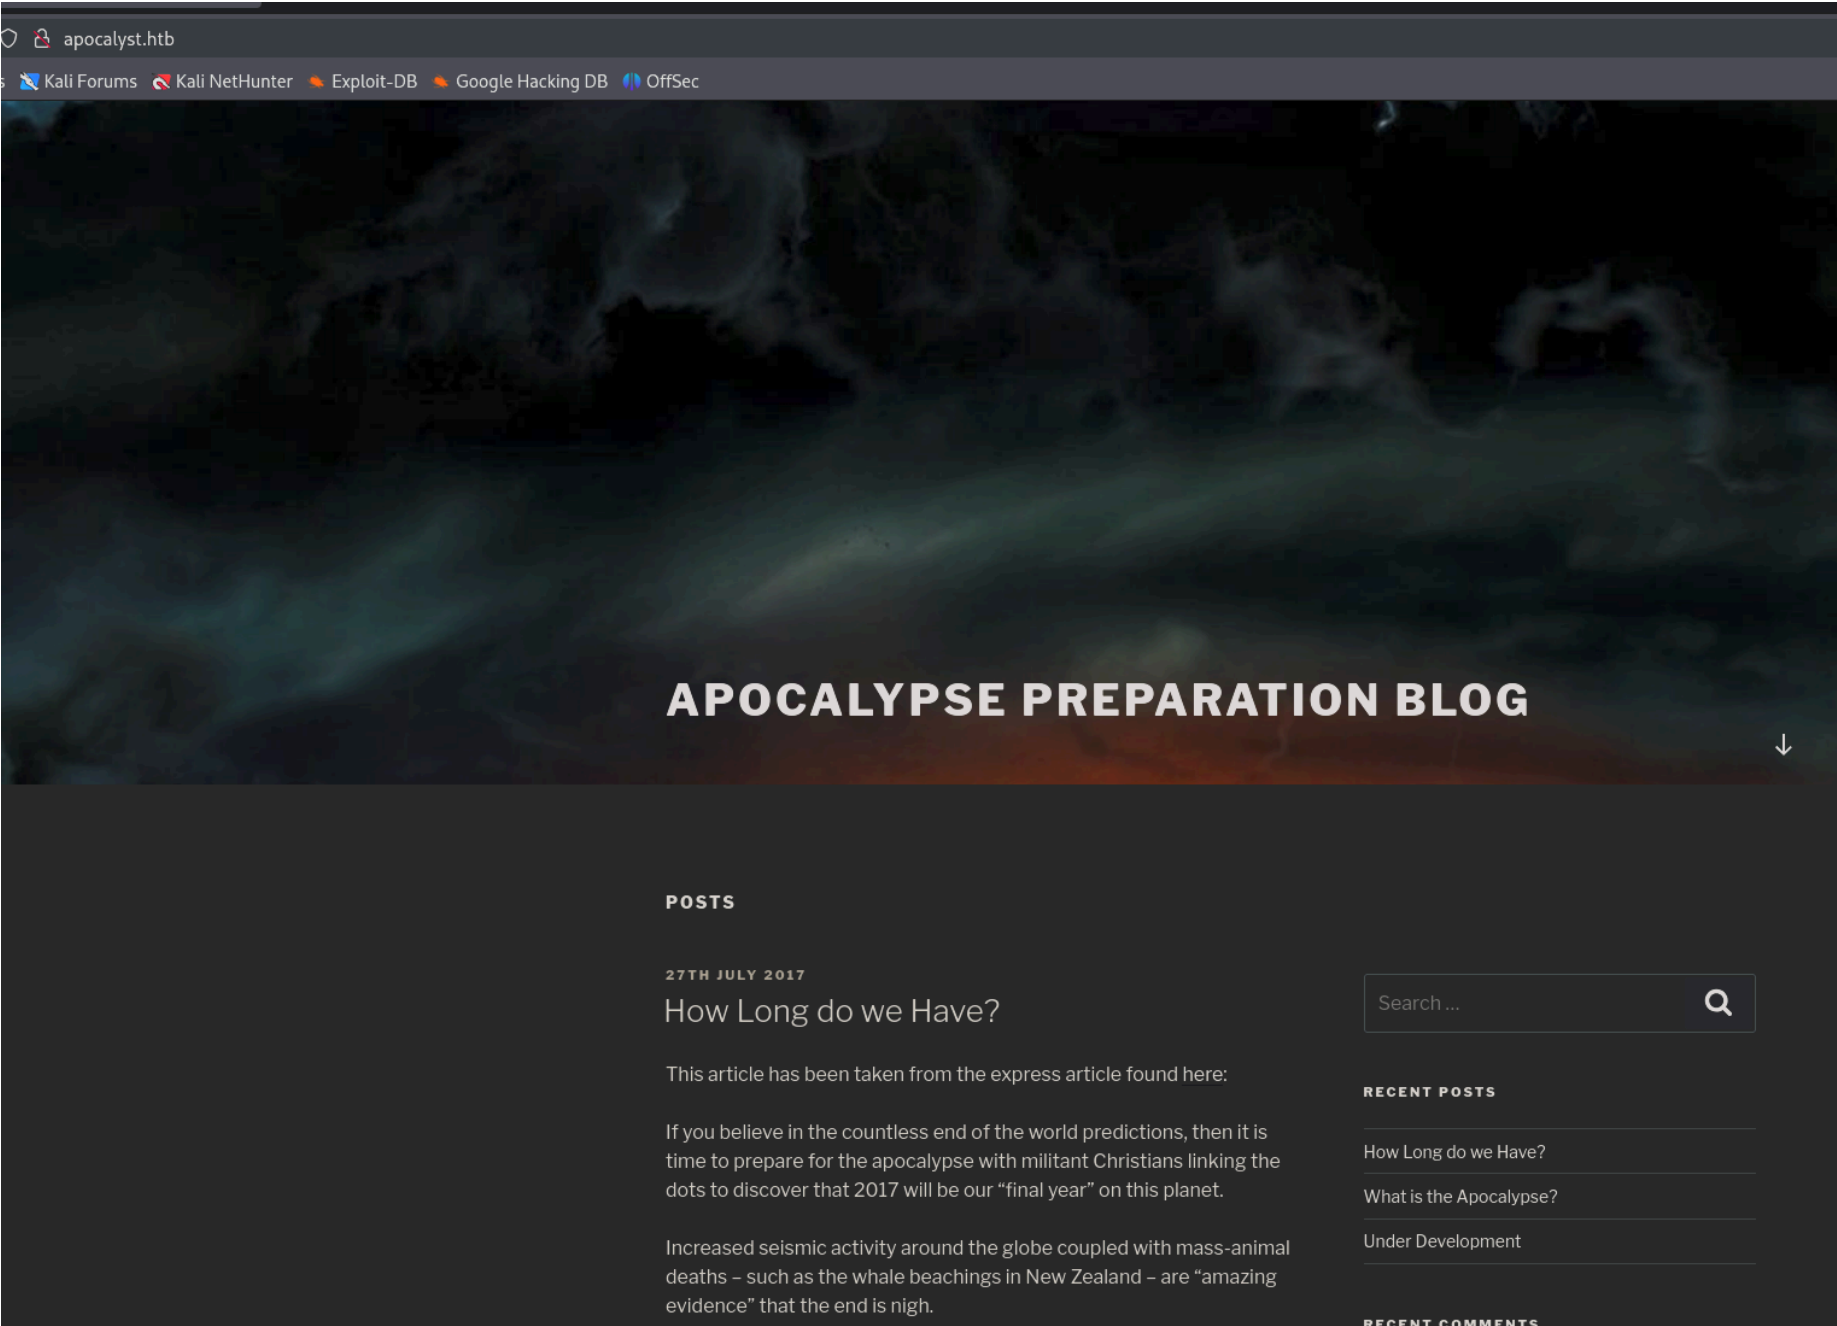 apocalyst.htb
s Kali Forums Kali NetHunter Exploit-DB Google Hacking DB OffSec
APOCALYPSE PREPARATION BLOG
POSTS
27TH JULY 2017
How Long do we Have?
This article has been taken from the express article found here:
If you believe in the countless end of the world predictions, then it is
time to prepare for the apocalypse with militant Christians linking the
dots to discover that 2017 will be our “final year” on this planet.
Increased seismic activity around the globe coupled with mass-animal
deaths – such as the whale beachings in New Zealand – are “amazing
evidence” that the end is nigh.
Search …
RECENT POSTS
How Long do we Have?
What is the Apocalypse?
Under Development
RECENT COMMENTS